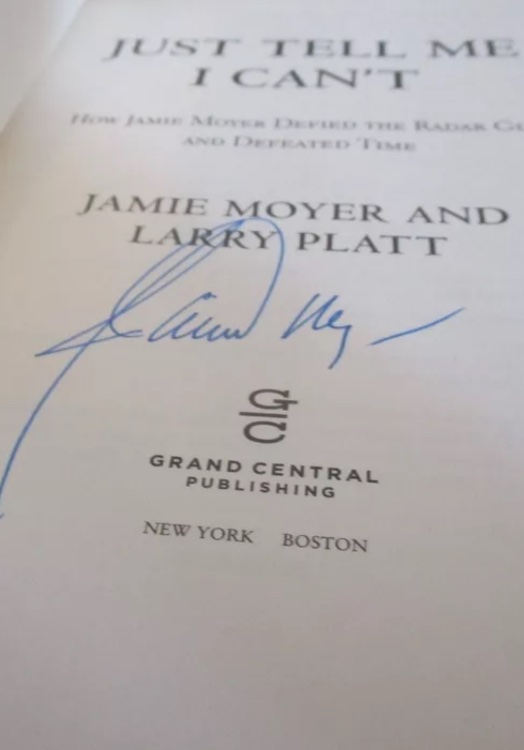 JUST TELL ME
I CAN'T
HOW JAMIE MOYER DEFIED THE RADAR GU
AND DEFEATED TIME
JAMIE MOYER AND
LARRY PLATT
GRAND CENTRAL
PUBLISHING
NEW YORK BOSTON